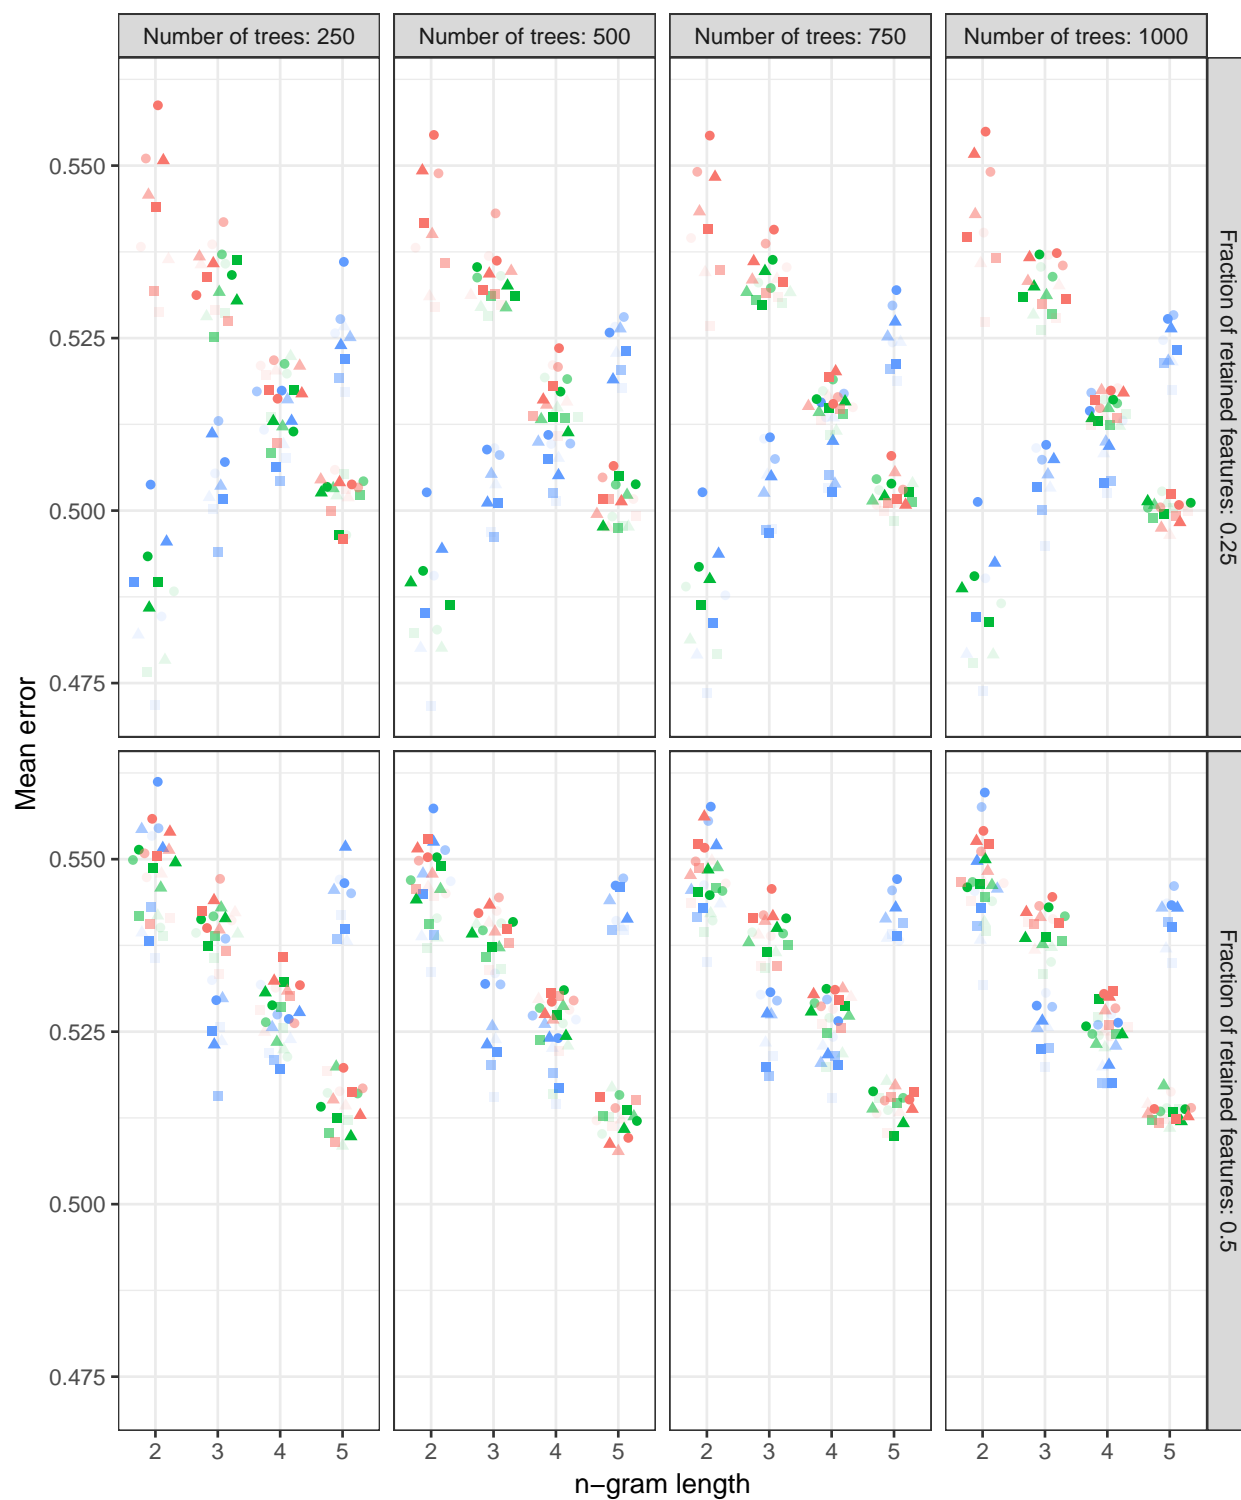 Number of trees: 250
Number of trees: 500
Number of trees: 750
Number of trees: 1000
Mean error
0.550
0.525
0.500
0.475
Fraction of retained features: 0.25
0.550
0.525
0.500
0.475
Fraction of retained features: 0.5
2 3 4 5
2 3 4 5
2 3 4 5
2 3 4 5
n−gram length